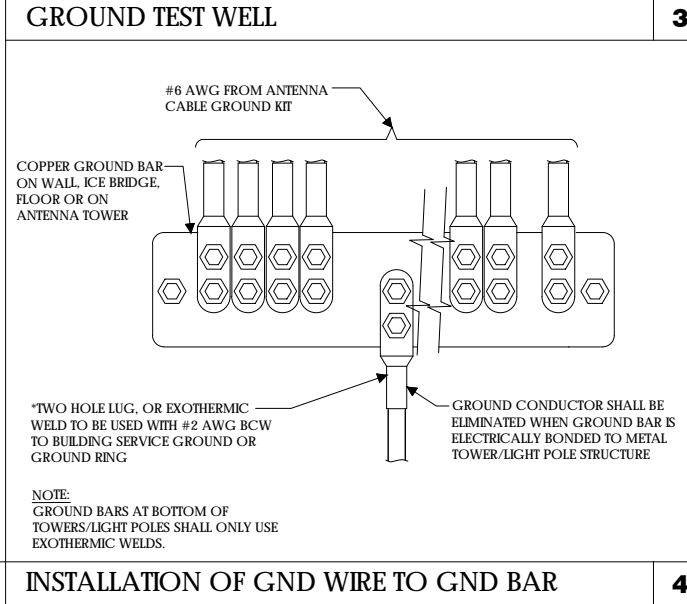 GROUND TEST WELL
3
#6 AWG FROM ANTENNA
CABLE GROUND KIT
COPPER GROUND BAR
ON WALL, ICE BRIDGE,
FLOOR OR ON
ANTENNA TOWER
*TWO HOLE LUG, OR EXOTHERMIC
WELD TO BE USED WITH #2 AWG BCW
TO BUILDING SERVICE GROUND OR
GROUND RING
GROUND CONDUCTOR SHALL BE
ELIMINATED WHEN GROUND BAR IS
ELECTRICALLY BONDED TO METAL
TOWER/LIGHT POLE STRUCTURE
NOTE:
GROUND BARS AT BOTTOM OF
TOWERS/LIGHT POLES SHALL ONLY USE
EXOTHERMIC WELDS.
INSTALLATION OF GND WIRE TO GND BAR
4